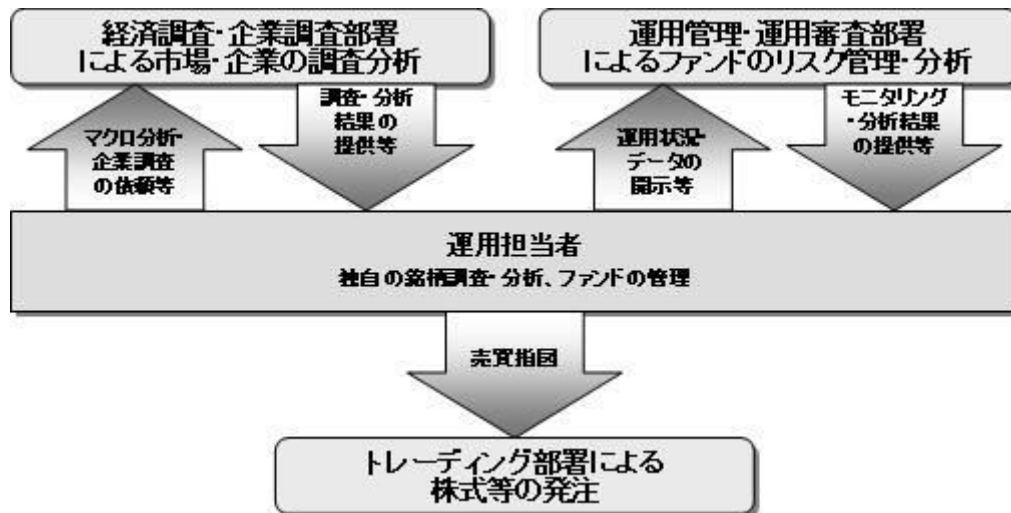 経済調査・企業調査部署
による市場・企業の調査分析
運用管理・運用審査部署
によるファンドのリスク管理・分析
マクロ分析・
企業調査
の依頼等
調査・分析
結果の
提供等
運用状況・
データの
開示等
モニタリング
・分析結果
の提供等
運用担当者
独自の銘柄調査・分析、ファンドの管理
売買指図
トレーディング部署による
株式等の発注